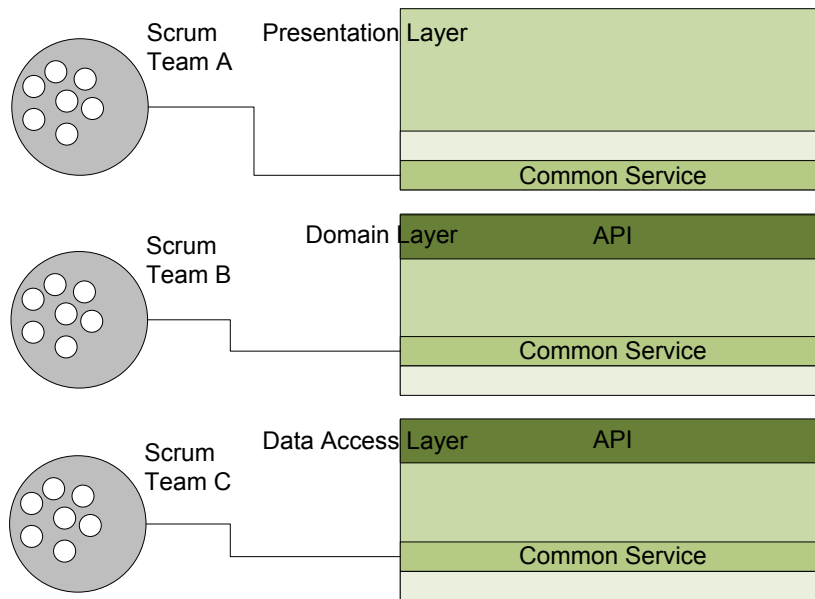 Scrum
Team A
Presentation Layer
Common Service
Scrum
Team B
Domain Layer
API
Common Service
Scrum
Team C
Data Access Layer
API
Common Service